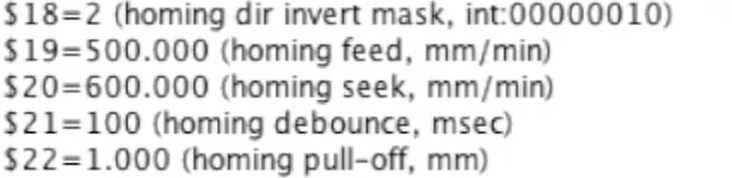 $18=2 (homing dir invert mask, int:00000010)
$19=500.000 (homing feed, mm/min)
$20=600.000 (homing seek, mm/min)
$21=100 (homing debounce, msec)
$22=1.000 (homing pull-off, mm)